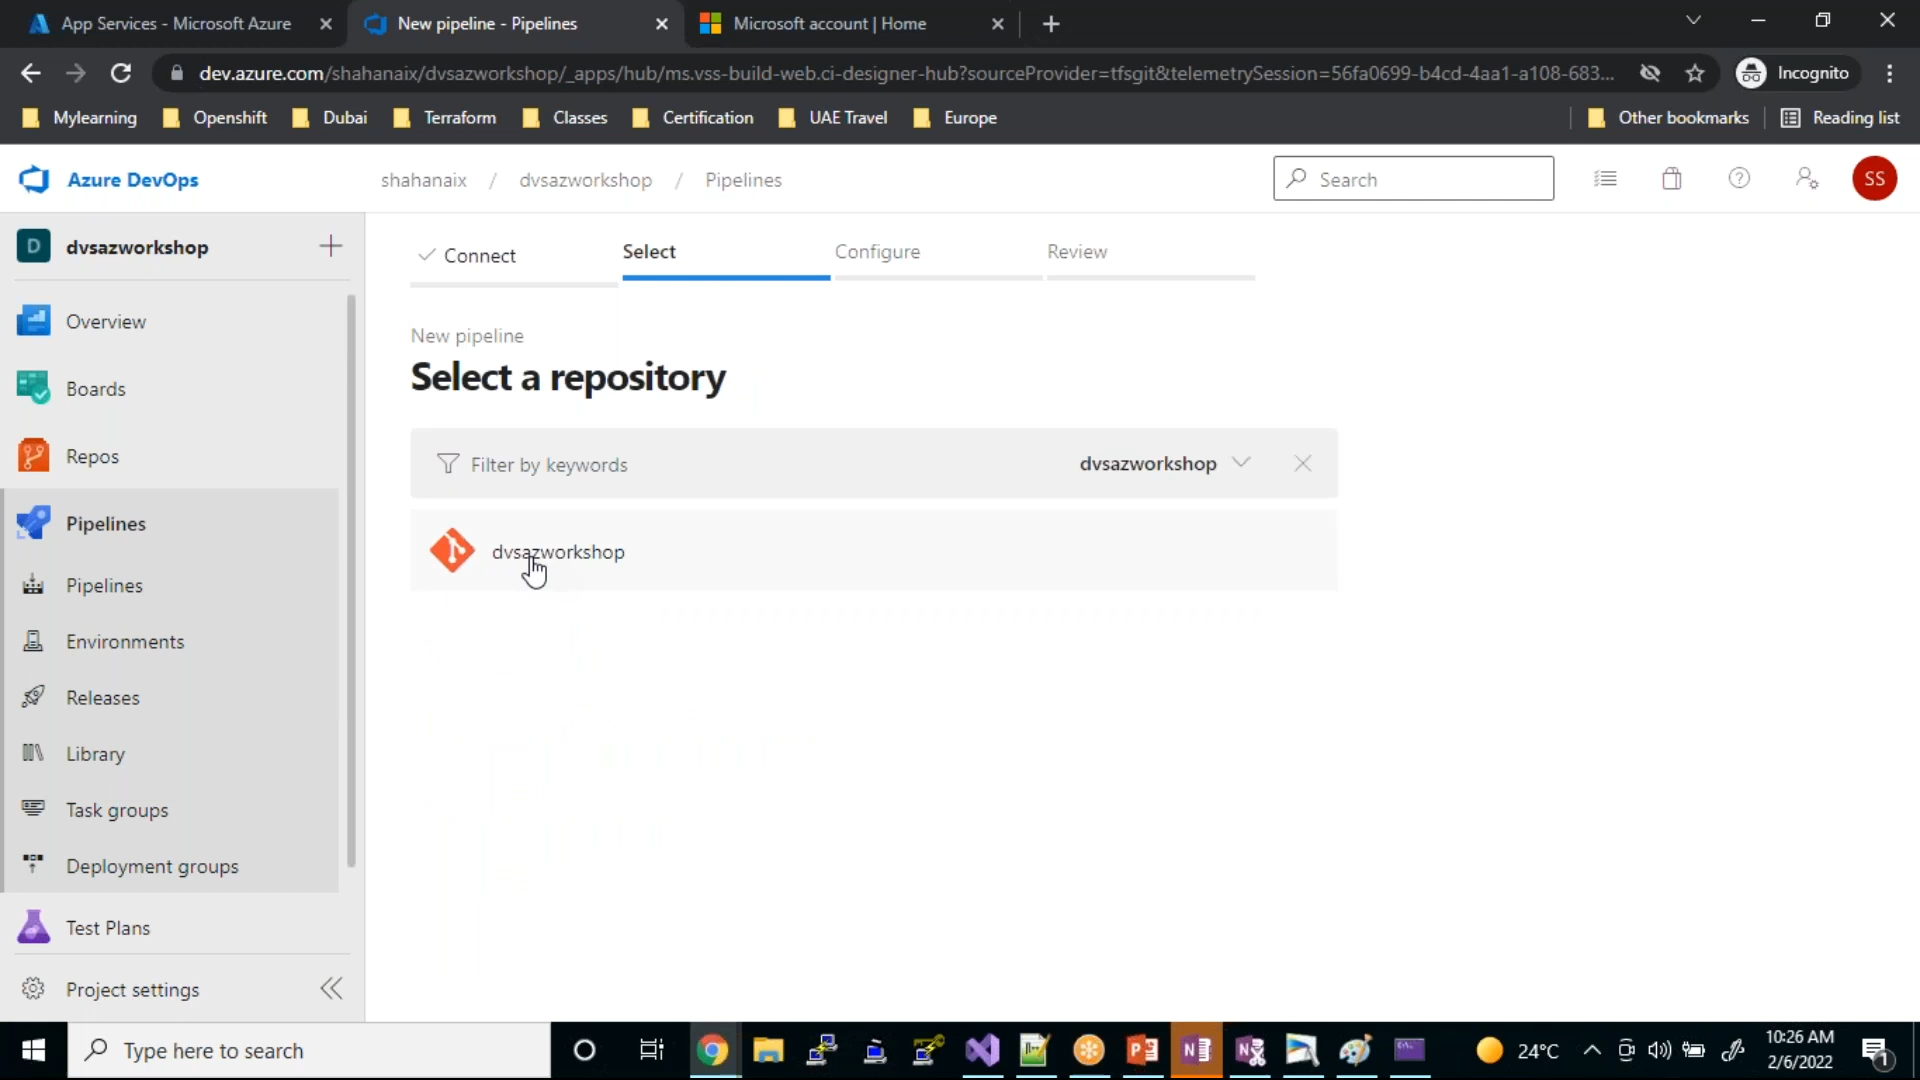 App Services - Microsoft Azure
New pipeline - Pipelines
Microsoft account | Home
dev.azure.com/shahanaix/dvsazworkshop/_apps/hub/ms.vss-build-web.ci-designer-hub?sourceProvider=tfsgit&telemetrySession=56fa0699-b4cd-4aa1-a108-683...
Incognito
Mylearning
Openshift
Dubai
Terraform
Classes
Certification
UAE Travel
Europe
Other bookmarks
Reading list
Azure DevOps
shahanaix / dvsazworkshop / Pipelines
Search
SS
D
dvsazworkshop
Overview
Boards
Repos
Pipelines
Pipelines
Environments
Releases
Library
Task groups
Deployment groups
Test Plans
Project settings
Connect
Select
Configure
Review
New pipeline
Select a repository
Filter by keywords
dvsazworkshop
dvsazworkshop
Type here to search
24°C
10:26 AM
2/6/2022
1